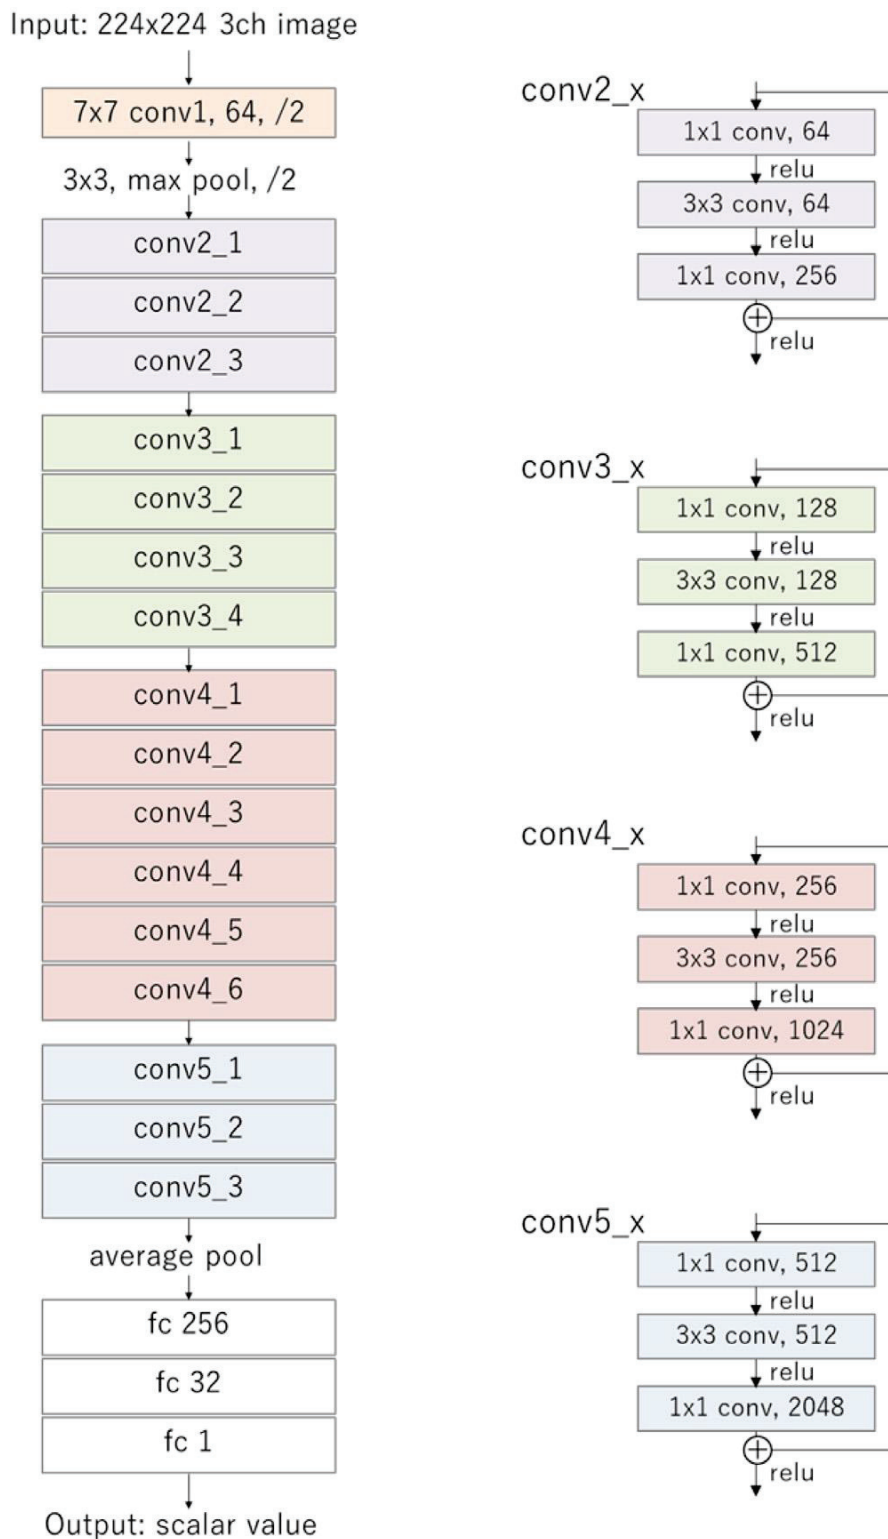 Input: 224x224 3ch image
7x7 conv1, 64, /2
3x3, max pool, /2
conv2_1
conv2_2
conv2_3
conv3_1
conv3_2
conv3_3
conv3_4
conv4_1
conv4_2
conv4_3
conv4_4
conv4_5
conv4_6
conv5_1
conv5_2
conv5_3
average pool
fc 256
fc 32
fc 1
Output: scalar value
conv2_x
1x1 conv, 64
relu
3x3 conv, 64
relu
1x1 conv, 256
relu
conv3_x
1x1 conv, 128
relu
3x3 conv, 128
relu
1x1 conv, 512
relu
conv4_x
1x1 conv, 256
relu
3x3 conv, 256
relu
1x1 conv, 1024
relu
conv5_x
1x1 conv, 512
relu
3x3 conv, 512
relu
1x1 conv, 2048
relu